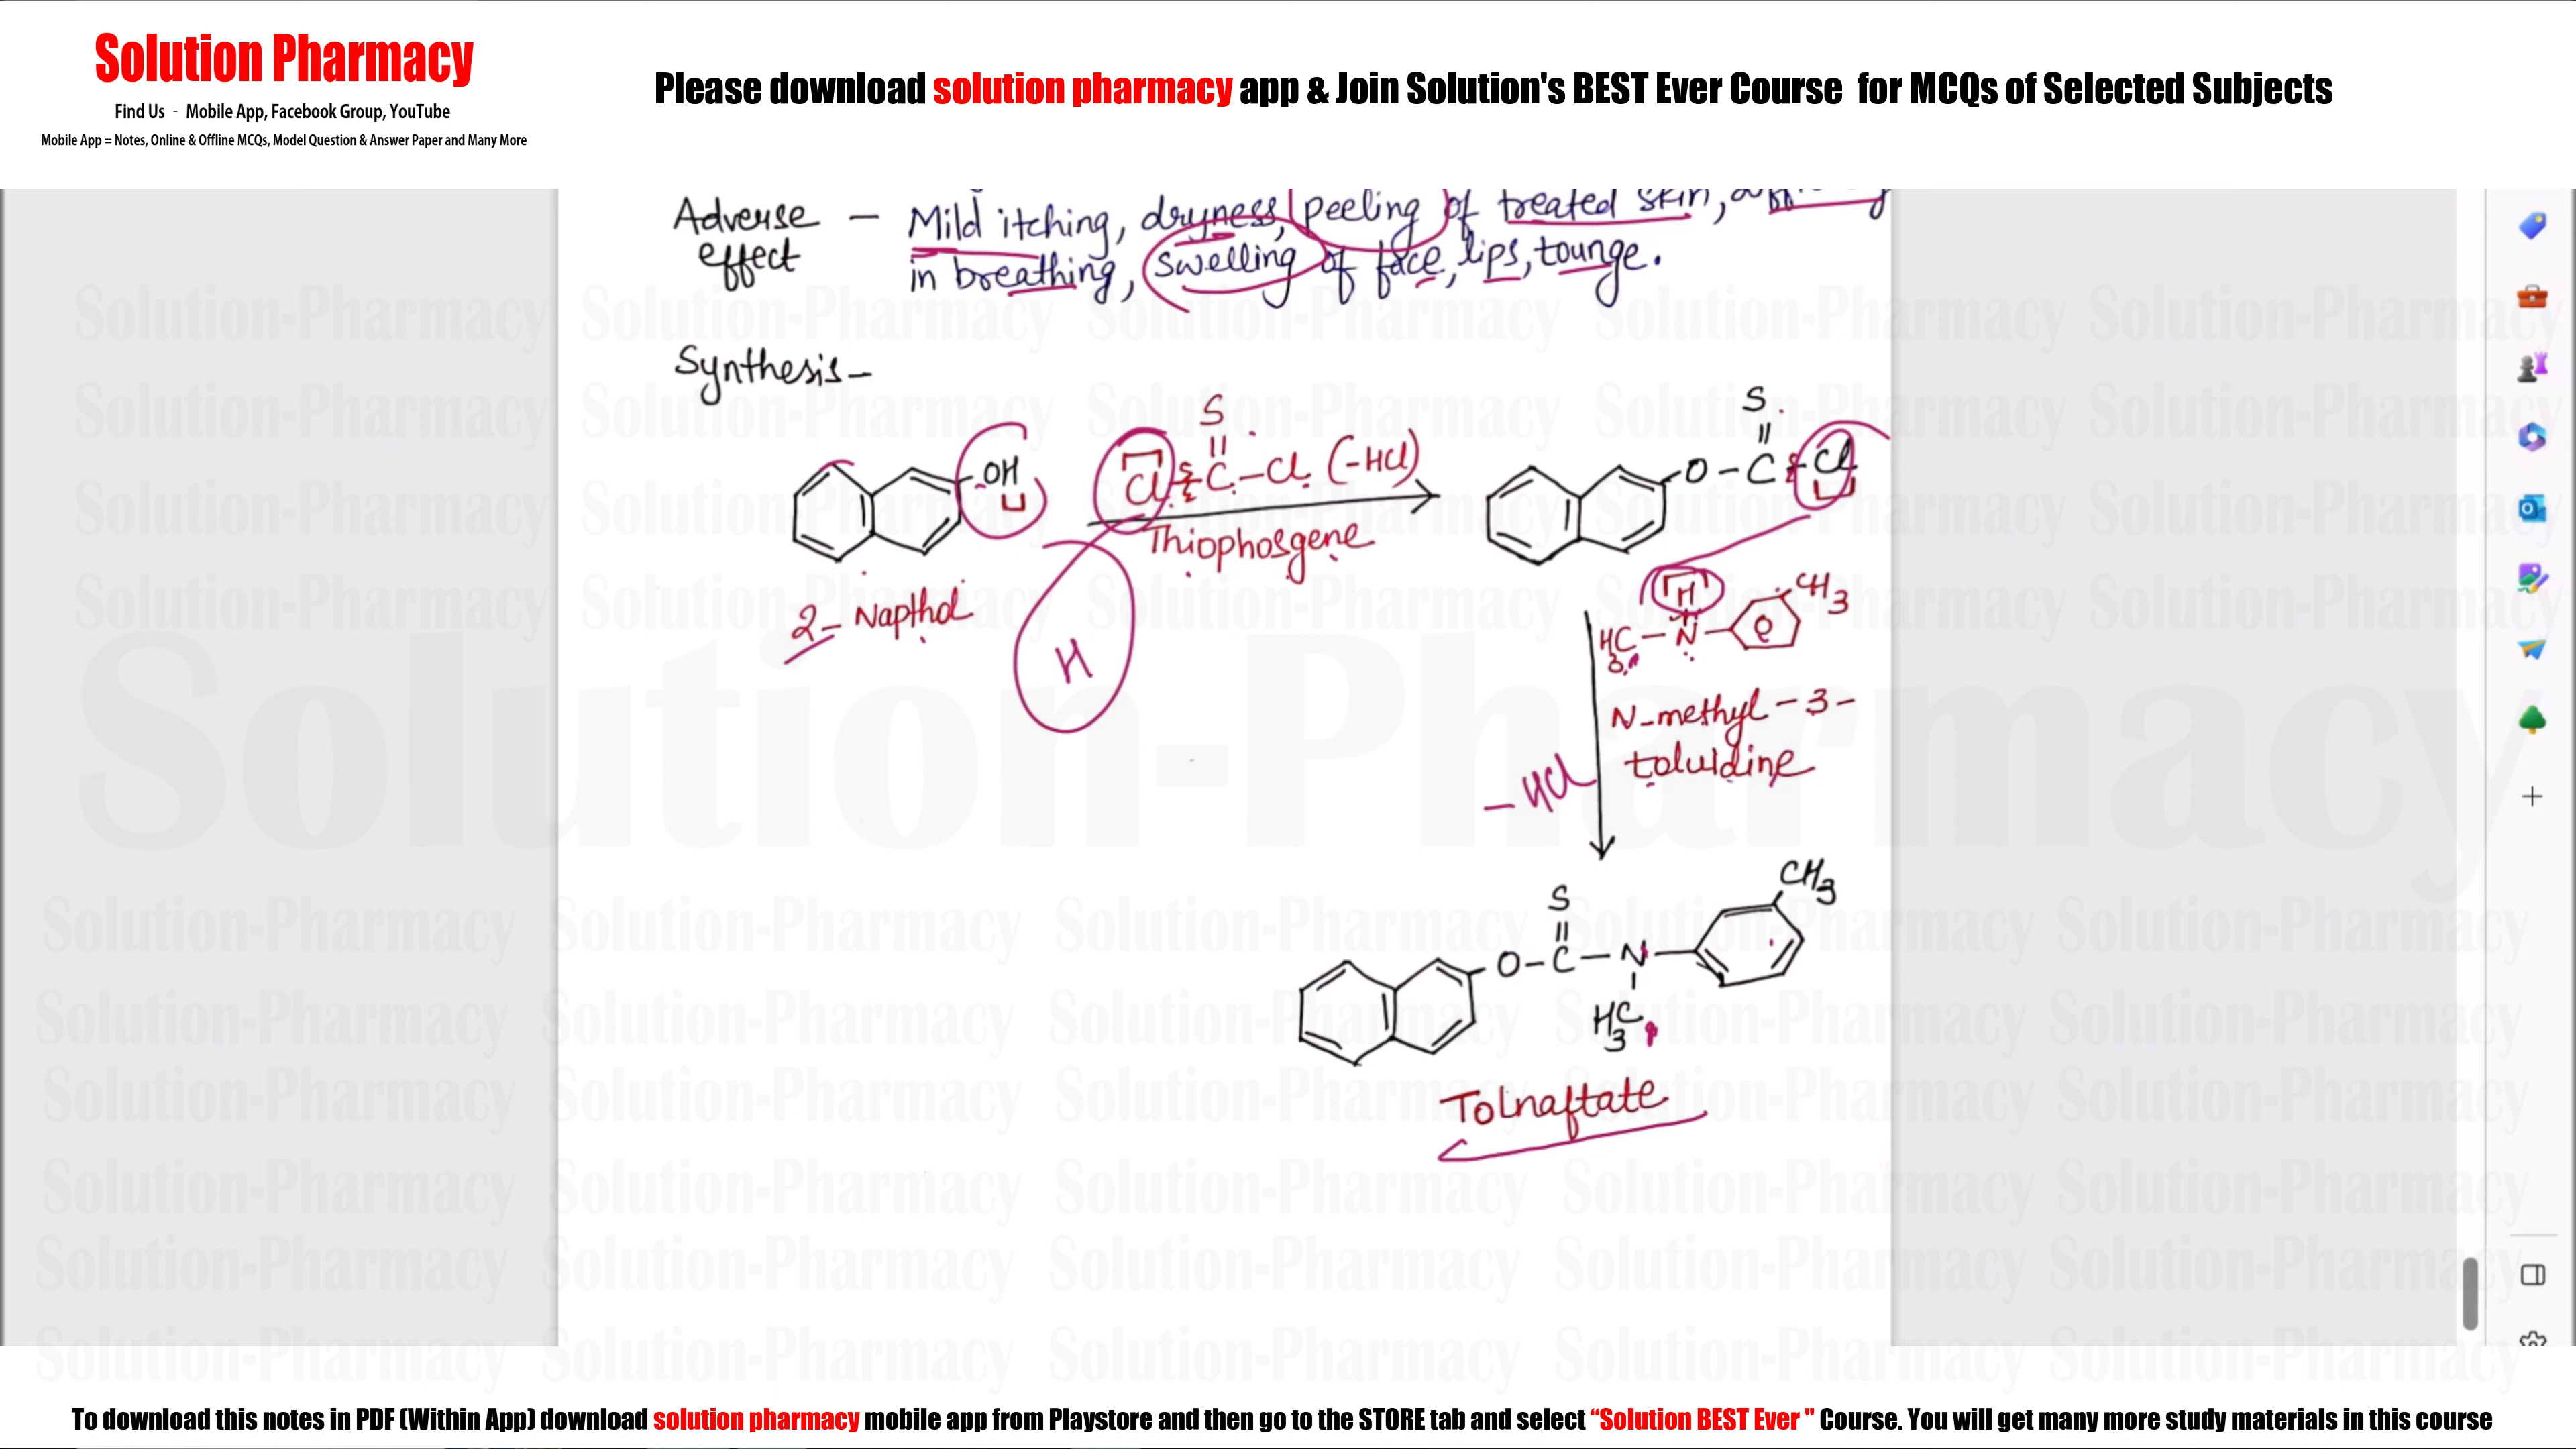 Solution Pharmacy
Find Us - Mobile App, Facebook Group, YouTube
Mobile App = Notes, Online & Offline MCQs, Model Question & Answer Paper and Many More
Please download solution pharmacy app & Join Solution's BEST Ever Course for MCQs of Selected Subjects
Adverse effect — Mild itching, dryness, peeling of treated skin,
in breathing, swelling of face, lips, tounge.
Synthesis-
OH
S
Cl C-Cl (-HCl)
Thiophosgene
2- Napthol
H
S
O-C-Cl
H
H3C-N CH3
N-methyl-3-
toluidine
-HCl
S
O-C-N CH3
H3C
Tolnaftate
Solution-Pharmacy
To download this notes in PDF (Within App) download solution pharmacy mobile app from Playstore and then go to the STORE tab and select “Solution BEST Ever " Course. You will get many more study materials in this course